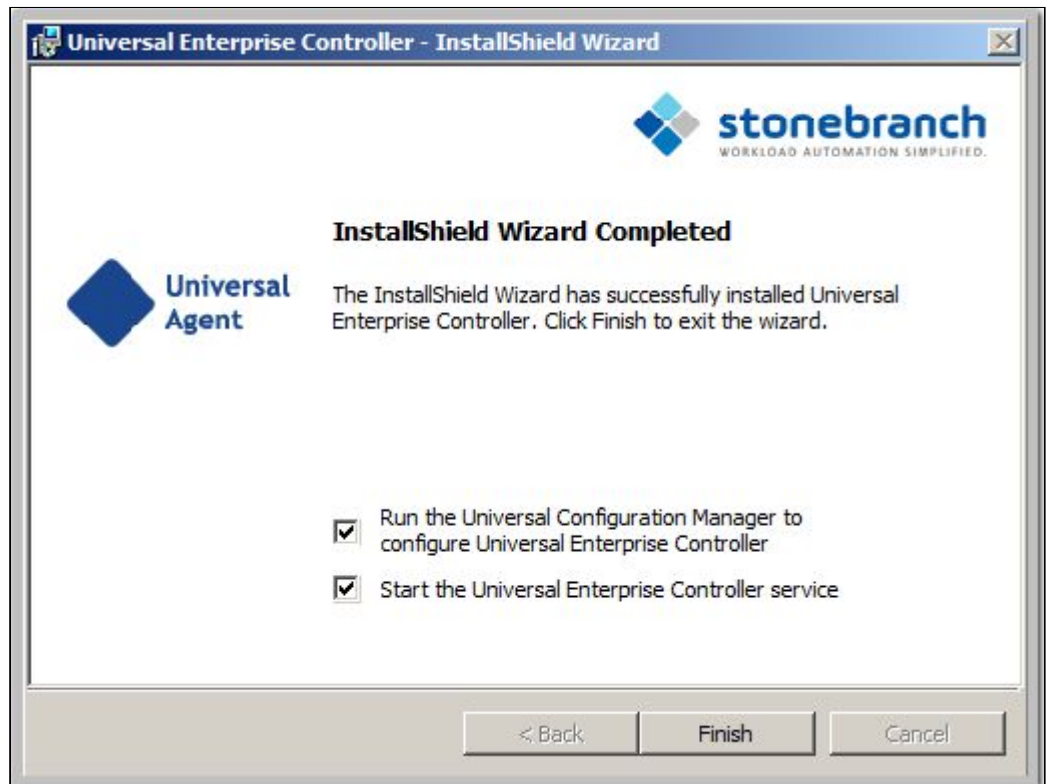 Universal Enterprise Controller - InstallShield Wizard
stonebranch
WORKLOAD AUTOMATION SIMPLIFIED.
InstallShield Wizard Completed
Universal
Agent
The InstallShield Wizard has successfully installed Universal
Enterprise Controller. Click Finish to exit the wizard.
Run the Universal Configuration Manager to
configure Universal Enterprise Controller
Start the Universal Enterprise Controller service
< Back
Finish
Cancel